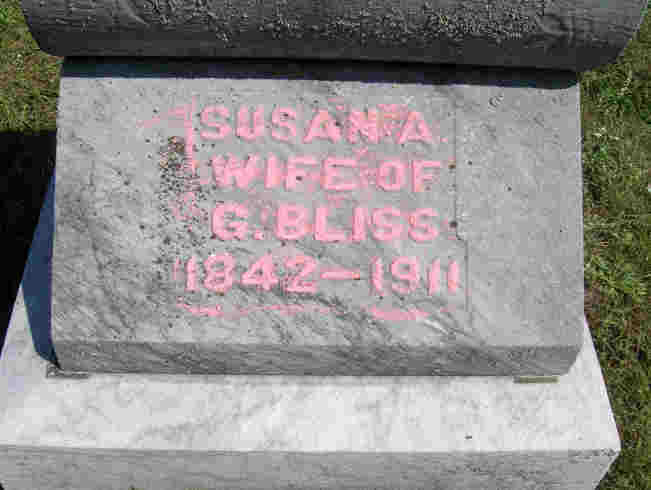 SUSAN A.
WIFE OF
G. BLISS
1842–1911